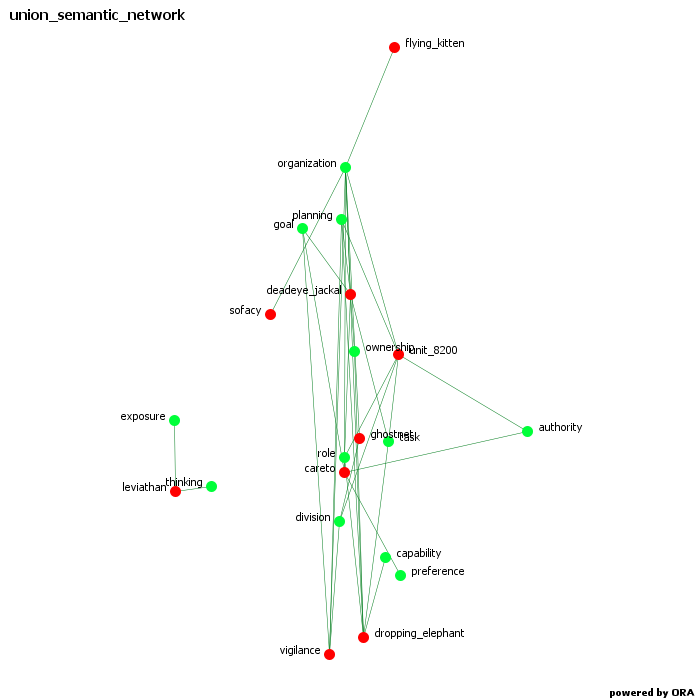 union_semantic_network
flying_kitten
organization
planning
goal
deadeye_jackal
sofacy
ownership
unit_8200
exposure
authority
ghostnet
task
role
careto
thinking
leviathan
division
capability
preference
dropping_elephant
vigilance
powered by ORA